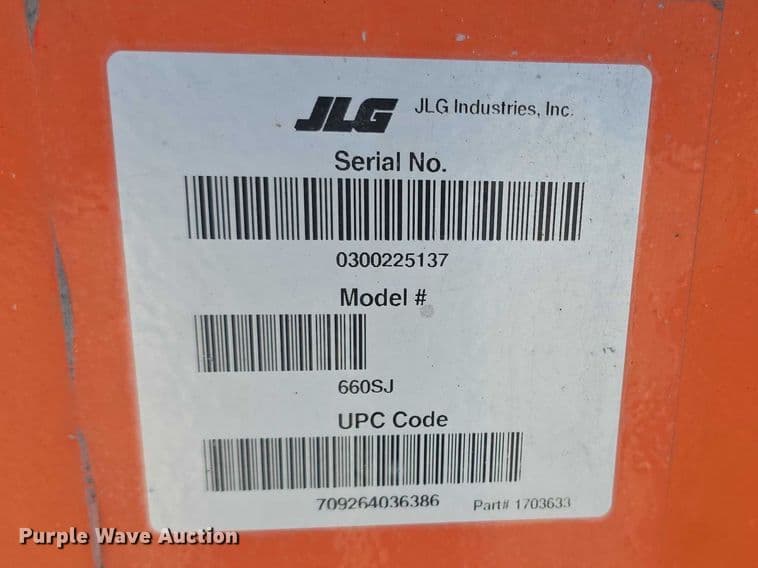 JLG JLG Industries, Inc.
Serial No.
0300225137
Model #
660SJ
UPC Code
709264036386 Part# 1703633
Purple Wave Auction